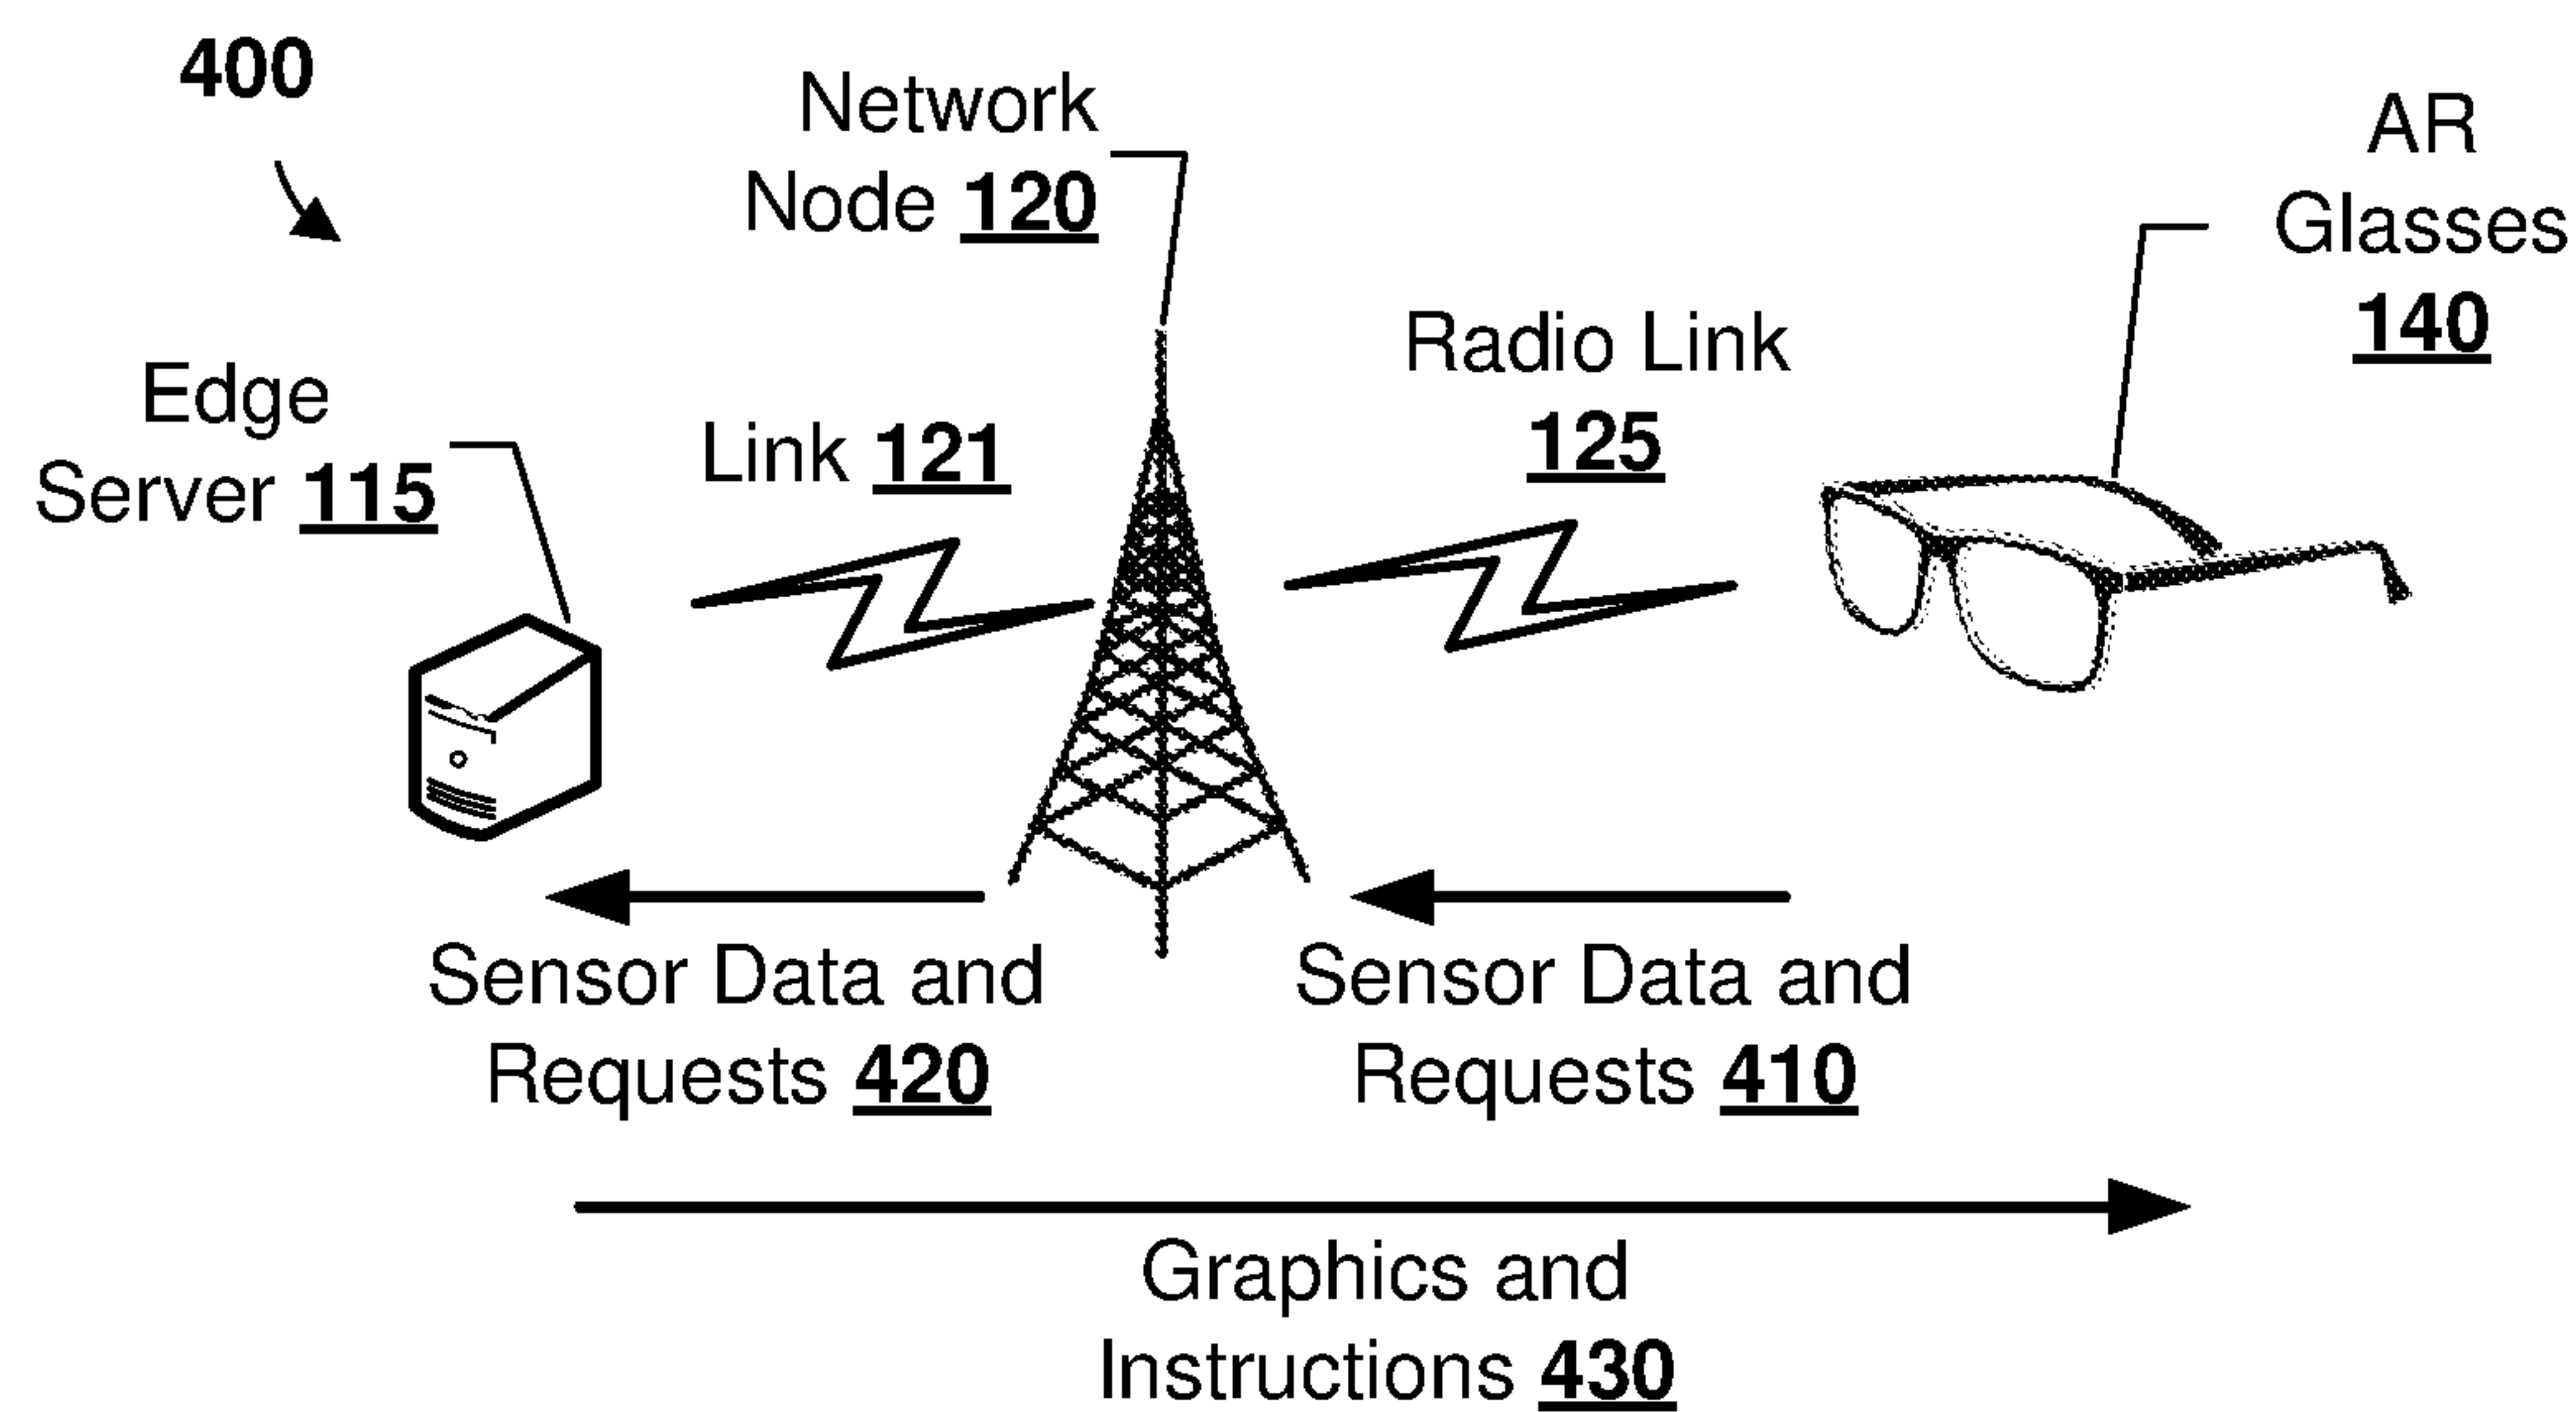 400
Network
Node 120
AR
Glasses
140
Radio Link
125
Edge
Server 115
Link 121
Sensor Data and
Requests 420
Sensor Data and
Requests 410
Graphics and
Instructions 430